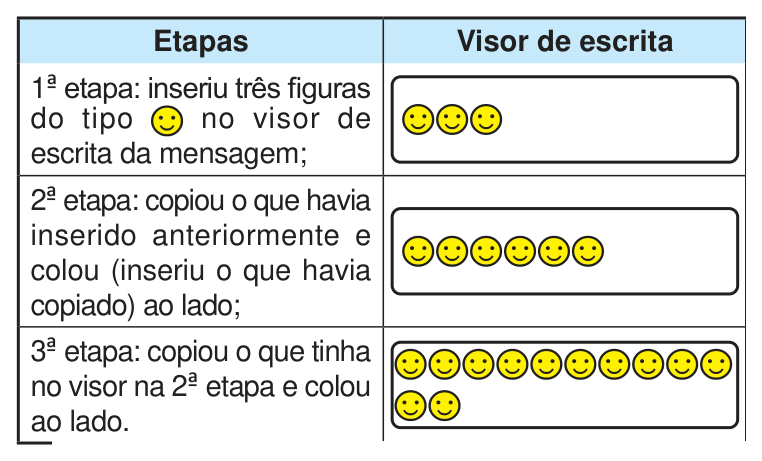 Etapas
Visor de escrita
1ª etapa: inseriu três figuras
do tipo no visor de
escrita da mensagem;
2ª etapa: copiou o que havia
inserido anteriormente e
colou (inseriu o que havia
copiado) ao lado;
3ª etapa: copiou o que tinha
no visor na 2ª etapa e colou
ao lado.